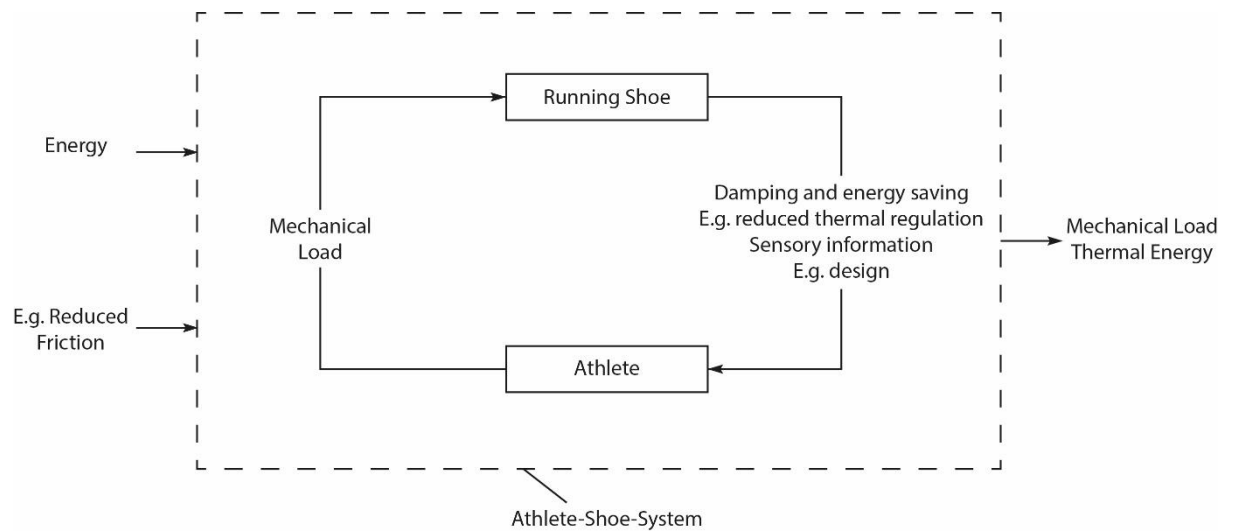 Running Shoe
Energy
Damping and energy saving
E.g. reduced thermal regulation
Sensory information
E.g. design
Mechanical
Load
Mechanical Load
Thermal Energy
E.g. Reduced
Friction
Athlete
Athlete-Shoe-System